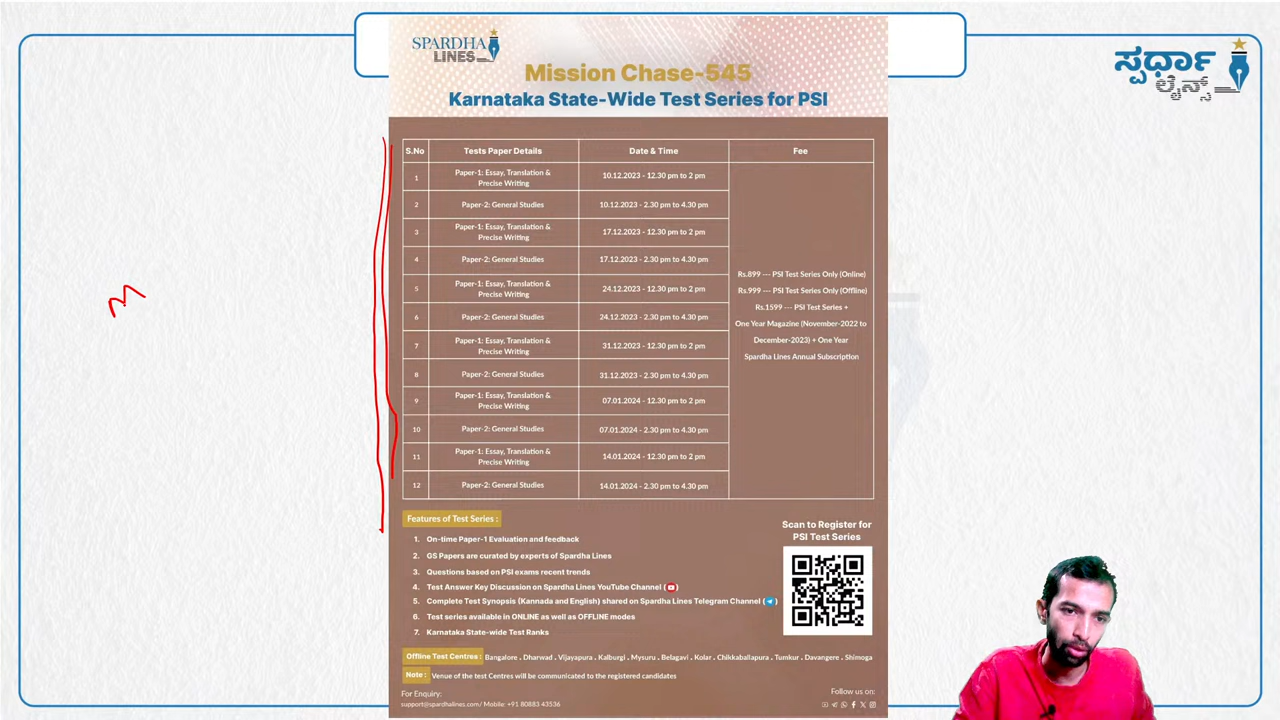 SPARDHA
LINES
ಸ್ಪರ್ಧಾ
ಲೈನ್ಸ್
Mission Chase-545
Karnataka State-Wide Test Series for PSI
S.No Tests Paper Details Date & Time Fee
1 Paper-1: Essay, Translation & Precise Writing 10.12.2023 - 12.30 pm to 2 pm
2 Paper-2: General Studies 10.12.2023 - 2.30 pm to 4.30 pm
3 Paper-1: Essay, Translation & Precise Writing 17.12.2023 - 12.30 pm to 2 pm
4 Paper-2: General Studies 17.12.2023 - 2.30 pm to 4.30 pm
5 Paper-1: Essay, Translation & Precise Writing 24.12.2023 - 12.30 pm to 2 pm
6 Paper-2: General Studies 24.12.2023 - 2.30 pm to 4.30 pm
7 Paper-1: Essay, Translation & Precise Writing 31.12.2023 - 12.30 pm to 2 pm
8 Paper-2: General Studies 31.12.2023 - 2.30 pm to 4.30 pm
9 Paper-1: Essay, Translation & Precise Writing 07.01.2024 - 12.30 pm to 2 pm
10 Paper-2: General Studies 07.01.2024 - 2.30 pm to 4.30 pm
11 Paper-1: Essay, Translation & Precise Writing 14.01.2024 - 12.30 pm to 2 pm
12 Paper-2: General Studies 14.01.2024 - 2.30 pm to 4.30 pm
Rs.899 --- PSI Test Series Only (Online)
Rs.999 --- PSI Test Series Only (Offline)
Rs.1599 --- PSI Test Series +
One Year Magazine (November-2022 to
December-2023) + One Year
Spardha Lines Annual Subscription
Features of Test Series :
1. On-time Paper-1 Evaluation and feedback
2. GS Papers are curated by experts of Spardha Lines
3. Questions based on PSI exams recent trends
4. Test Answer Key Discussion on Spardha Lines YouTube Channel ( )
5. Complete Test Synopsis (Kannada and English) shared on Spardha Lines Telegram Channel ( )
6. Test series available in ONLINE as well as OFFLINE modes
7. Karnataka State-wide Test Ranks
Scan to Register for
PSI Test Series
Offline Test Centres : Bangalore . Dharwad . Vijayapura . Kalburgi . Mysuru . Belagavi . Kolar . Chikkaballapura . Tumkur . Davangere . Shimoga
Note : Venue of the test Centres will be communicated to the registered candidates
For Enquiry:
support@spardhalines.com/ Mobile: +91 80883 43536
Follow us on: